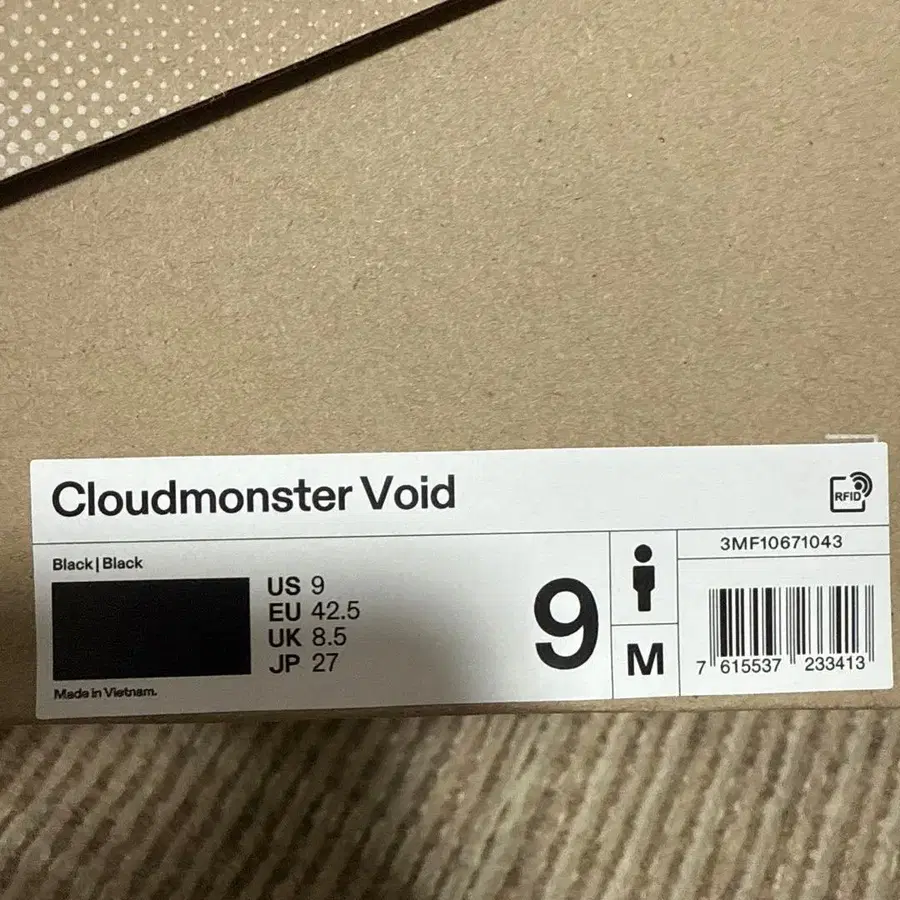 Cloudmonster Void
RFID
3MF10671043
Black | Black
US 9
EU 42.5
UK 8.5
JP 27
9
M
7 615537 233413
Made in Vietnam.